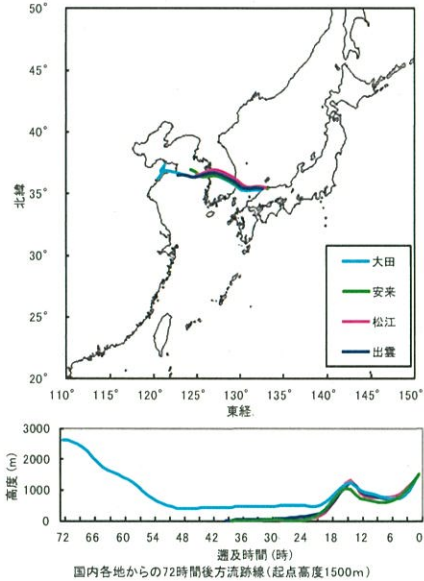 50°
45°
40°
35°
30°
25°
20°
北緯
大田
安来
松江
出雲
110° 115° 120° 125° 130° 135° 140° 145° 150°
東経
3000
2000
1000
0
高度
(m)
72 66 60 54 48 42 36 30 24 18 12 6 0
遡及時間(時)
国内各地からの72時間後方流跡線(起点高度1500m)